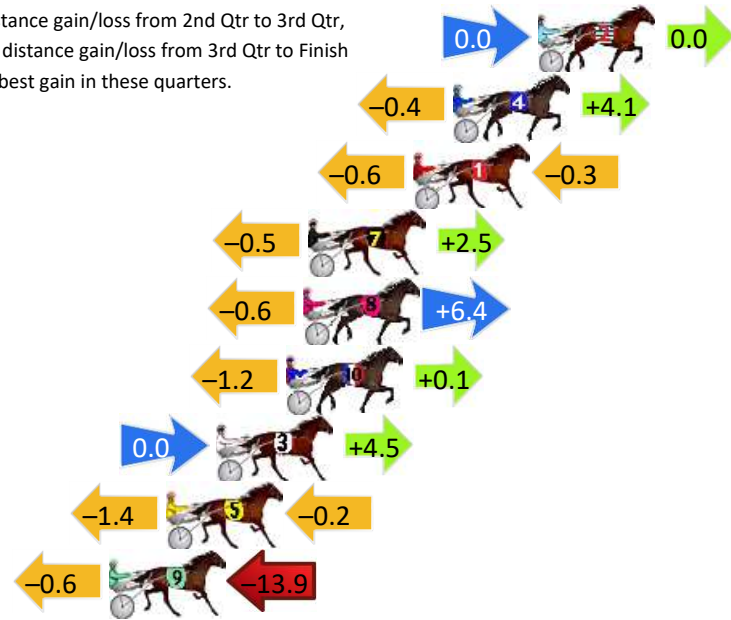 tance gain/loss from 2nd Qtr to 3rd Qtr,
distance gain/loss from 3rd Qtr to Finish
best gain in these quarters.
0.0 2 0.0
–0.4 4 +4.1
–0.6 1 –0.3
–0.5 7 +2.5
–0.6 8 +6.4
–1.2 10 +0.1
0.0 3 +4.5
–1.4 5 –0.2
–0.6 9 –13.9